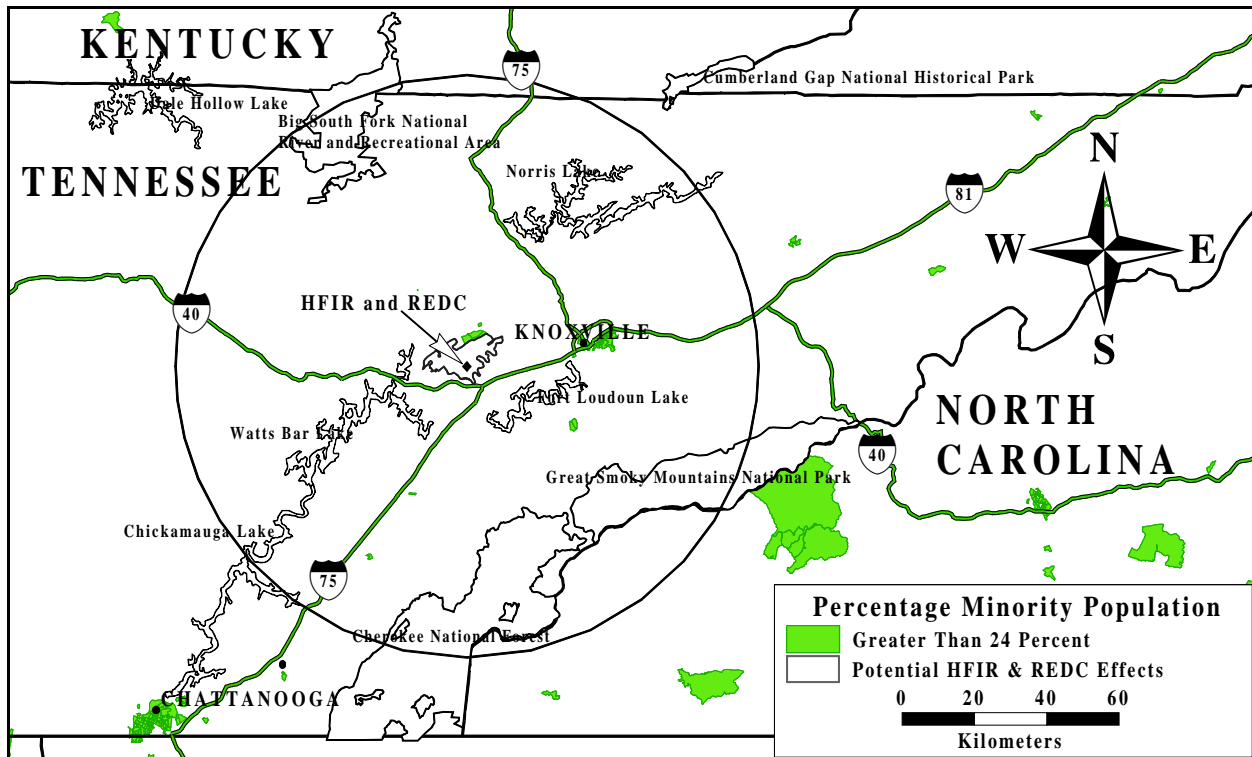 KENTUCKY
75
Cumberland Gap National Historical Park
Dale Hollow Lake
Big South Fork National
River and Recreational Area
TENNESSEE
Norris Lake
81
N
W
E
S
HFIR and REDC
40
KNOXVILLE
Fort Loudoun Lake
NORTH
CAROLINA
Watts Bar Lake
40
Great Smoky Mountains National Park
Chickamauga Lake
75
Cherokee National Forest
CHATTANOOGA
Percentage Minority Population
Greater Than 24 Percent
Potential HFIR & REDC Effects
0 20 40 60
Kilometers